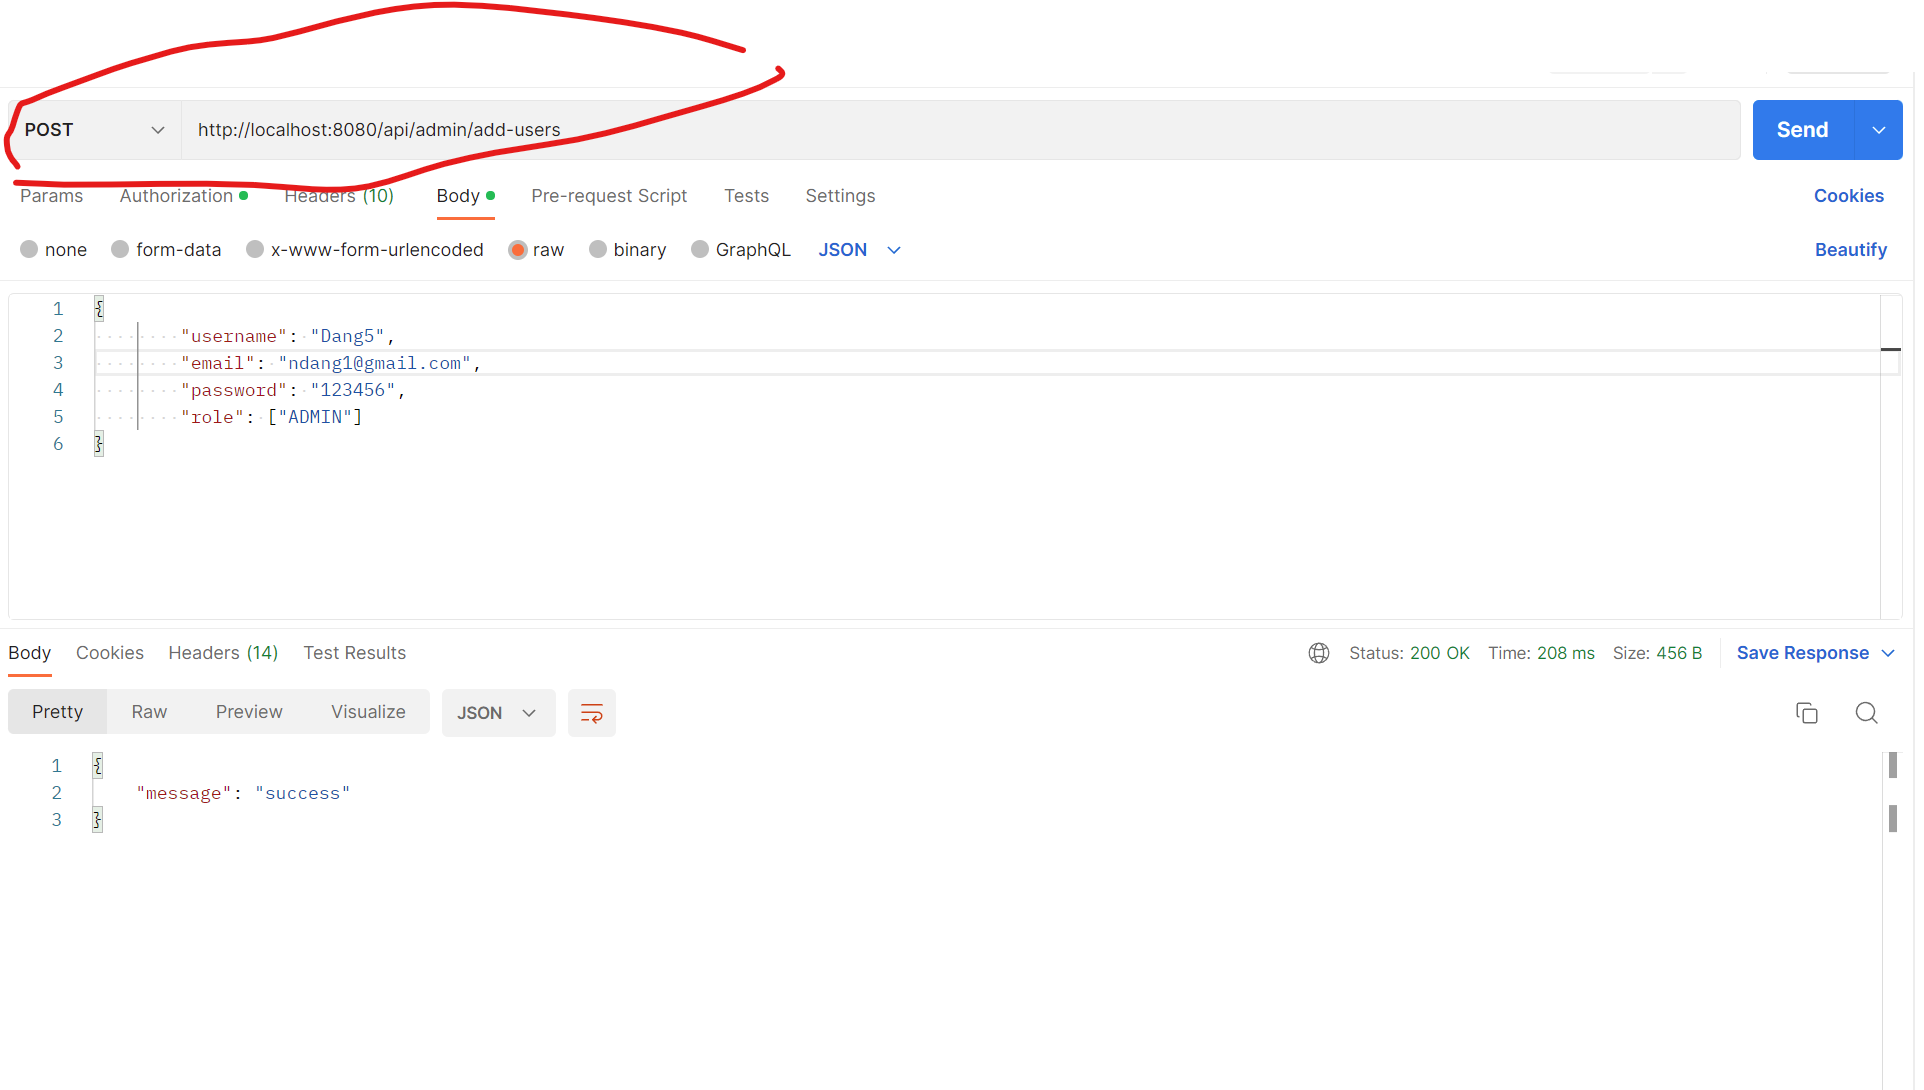 POST http://localhost:8080/api/admin/add-users Send
Params Authorization Headers (10) Body Pre-request Script Tests Settings Cookies
none form-data x-www-form-urlencoded raw binary GraphQL JSON Beautify
1 {
2 "username": "Dang5",
3 "email": "ndang1@gmail.com",
4 "password": "123456",
5 "role": ["ADMIN"]
6 }
Body Cookies Headers (14) Test Results Status: 200 OK Time: 208 ms Size: 456 B Save Response
Pretty Raw Preview Visualize JSON
1 {
2 "message": "success"
3 }